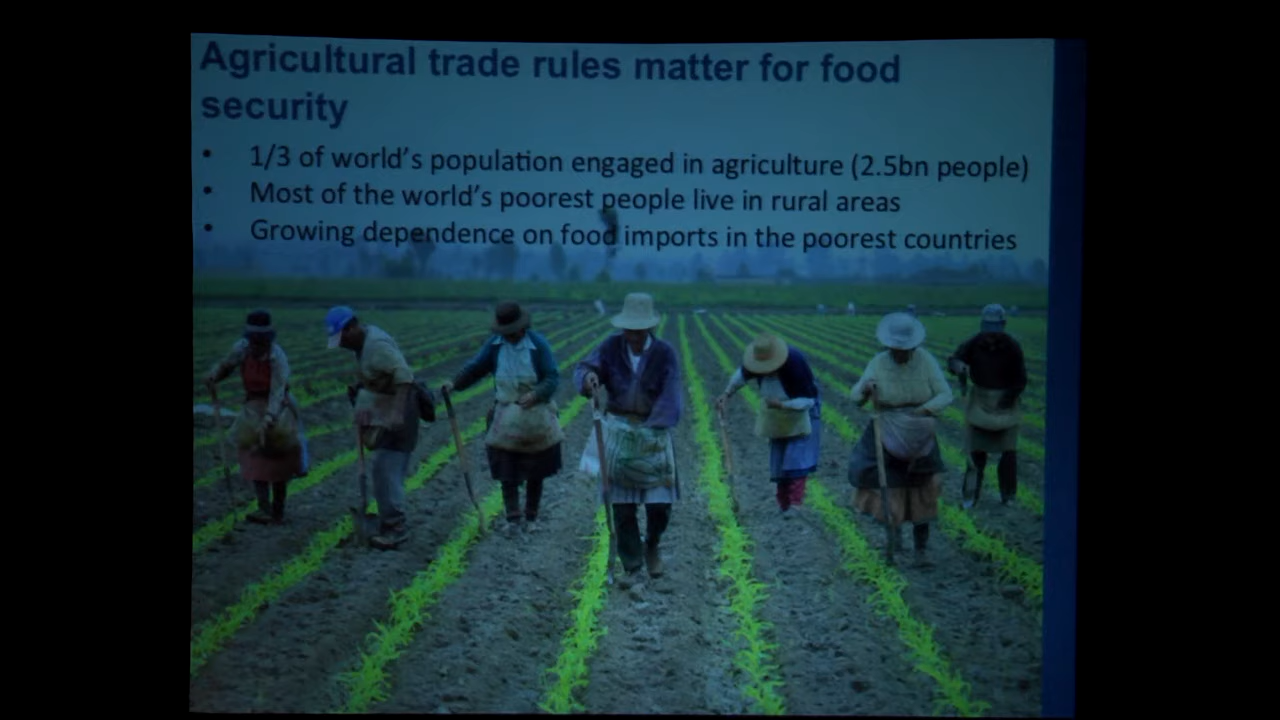 Agricultural trade rules matter for food
security
• 1/3 of world's population engaged in agriculture (2.5bn people)
• Most of the world's poorest people live in rural areas
• Growing dependence on food imports in the poorest countries